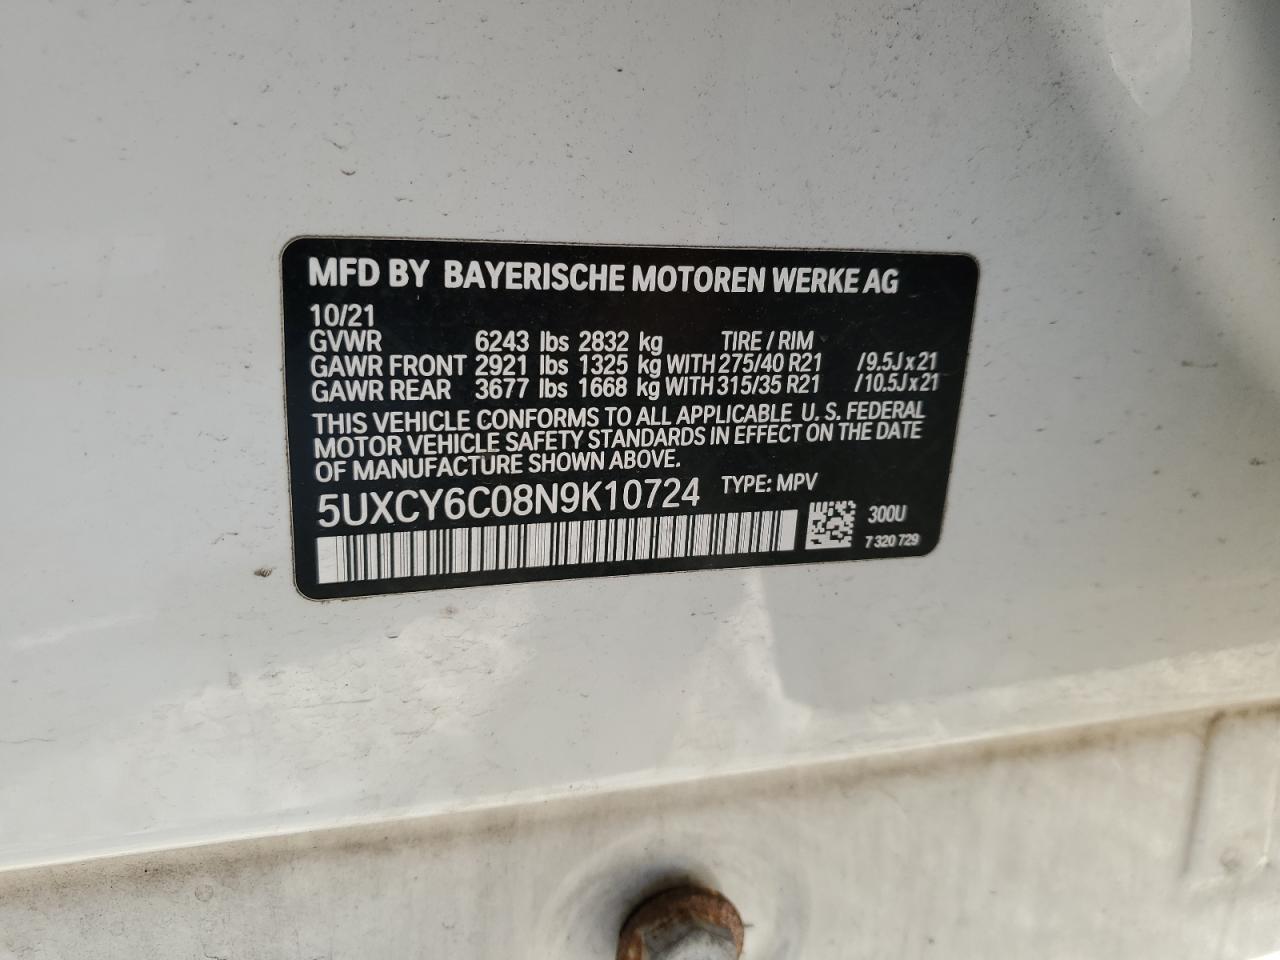 MFD BY BAYERISCHE MOTOREN WERKE AG
10/21
GVWR 6243 lbs 2832 kg TIRE / RIM
GAWR FRONT 2921 lbs 1325 kg WITH 275/40 R21 /9.5J x 21
GAWR REAR 3677 lbs 1668 kg WITH 315/35 R21 /10.5J x 21
THIS VEHICLE CONFORMS TO ALL APPLICABLE U. S. FEDERAL
MOTOR VEHICLE SAFETY STANDARDS IN EFFECT ON THE DATE
OF MANUFACTURE SHOWN ABOVE.
5UXCY6C08N9K10724 TYPE: MPV
300U
7 320 729